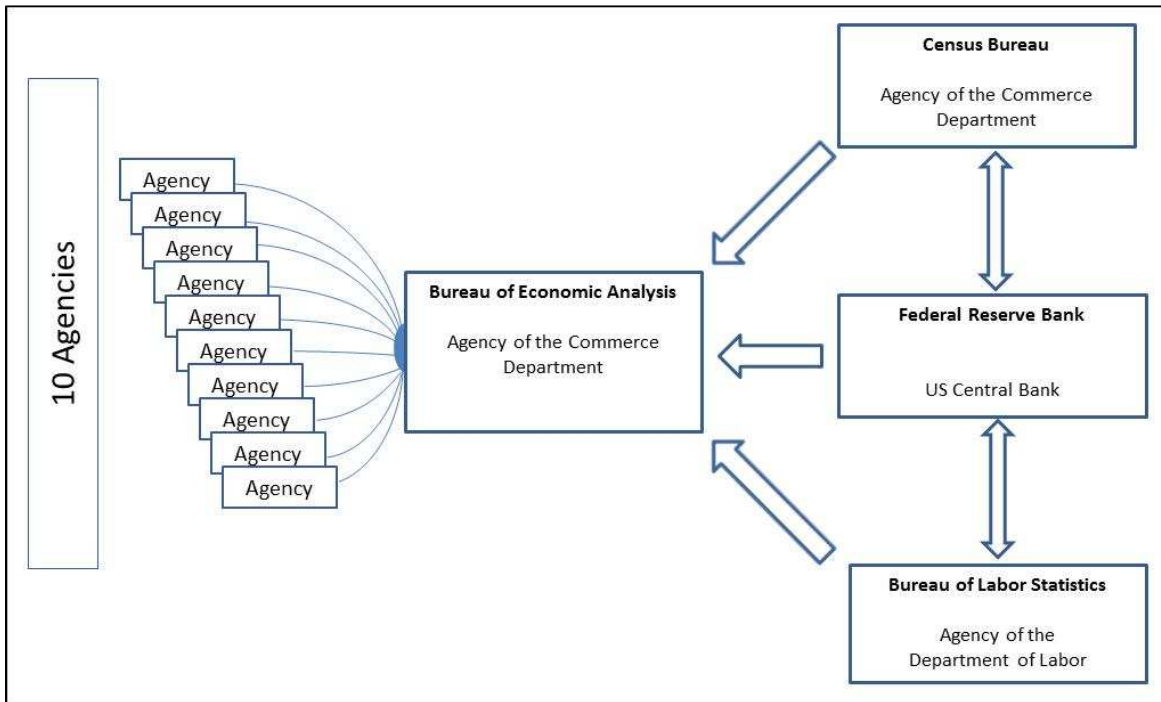 10 Agencies
Agency
Agency
Agency
Agency
Agency
Agency
Agency
Agency
Agency
Agency
Bureau of Economic Analysis
Agency of the Commerce
Department
Census Bureau
Agency of the Commerce
Department
Federal Reserve Bank
US Central Bank
Bureau of Labor Statistics
Agency of the
Department of Labor